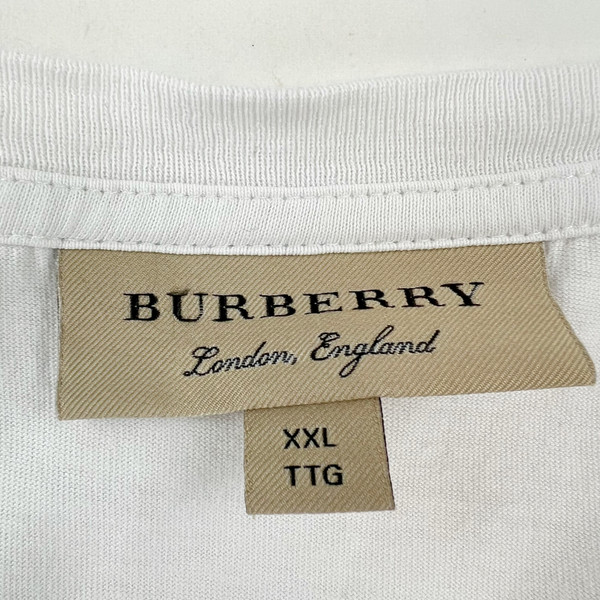 BURBERRY
London, England
XXL
TTG